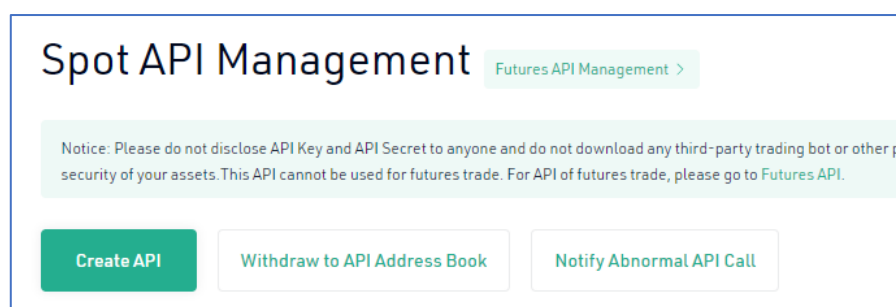 Spot API Management
Futures API Management >
Notice: Please do not disclose API Key and API Secret to anyone and do not download any third-party trading bot or other
security of your assets.This API cannot be used for futures trade. For API of futures trade, please go to Futures API.
Create API
Withdraw to API Address Book
Notify Abnormal API Call